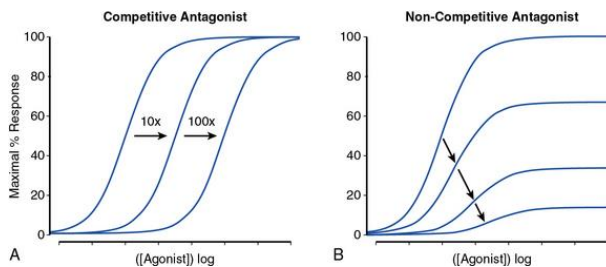 Competitive Antagonist
Maximal % Response
100
80
60
40
20
0
10x
100x
A
([Agonist]) log
Non-Competitive Antagonist
100
80
60
40
20
0
B
([Agonist]) log